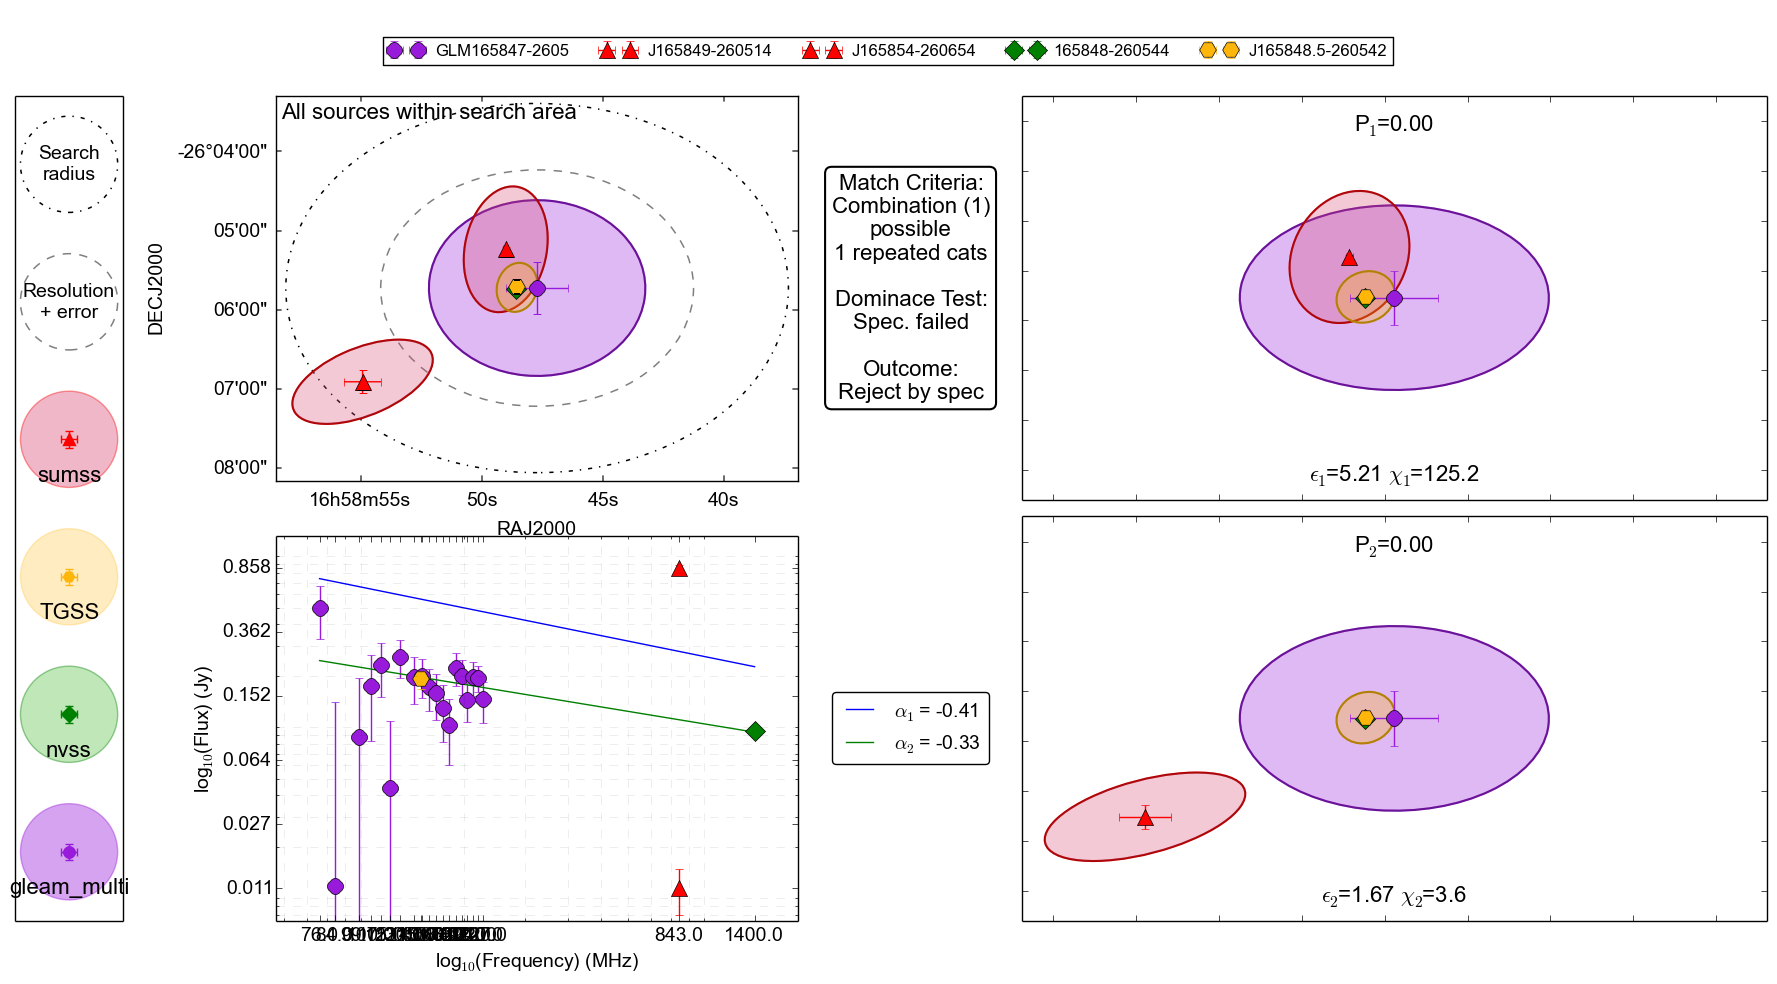 GLM165847-2605 J165849-260514 J165854-260654 165848-260544 J165848.5-260542
Search
radius
Resolution
+ error
sumss
TGSS
nvss
gleam_multi
All sources within search area
DECJ2000
-26°04'00"
05'00"
06'00"
07'00"
08'00"
16h58m55s 50s 45s 40s
RAJ2000
Match Criteria:
Combination (1)
possible
1 repeated cats
Dominace Test:
Spec. failed
Outcome:
Reject by spec
P₁=0.00
ϵ₁=5.21 χ₁=125.2
log₁₀(Flux) (Jy)
0.858
0.362
0.152
0.064
0.027
0.011
843.0 1400.0
log₁₀(Frequency) (MHz)
α₁ = -0.41
α₂ = -0.33
P₂=0.00
ϵ₂=1.67 χ₂=3.6